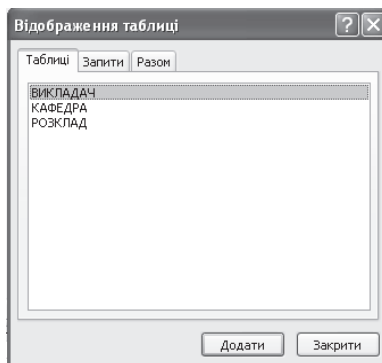 Відображення таблиці
Таблиці Запити Разом
ВИКЛАДАЧ
КАФЕДРА
РОЗКЛАД
Додати Закрити